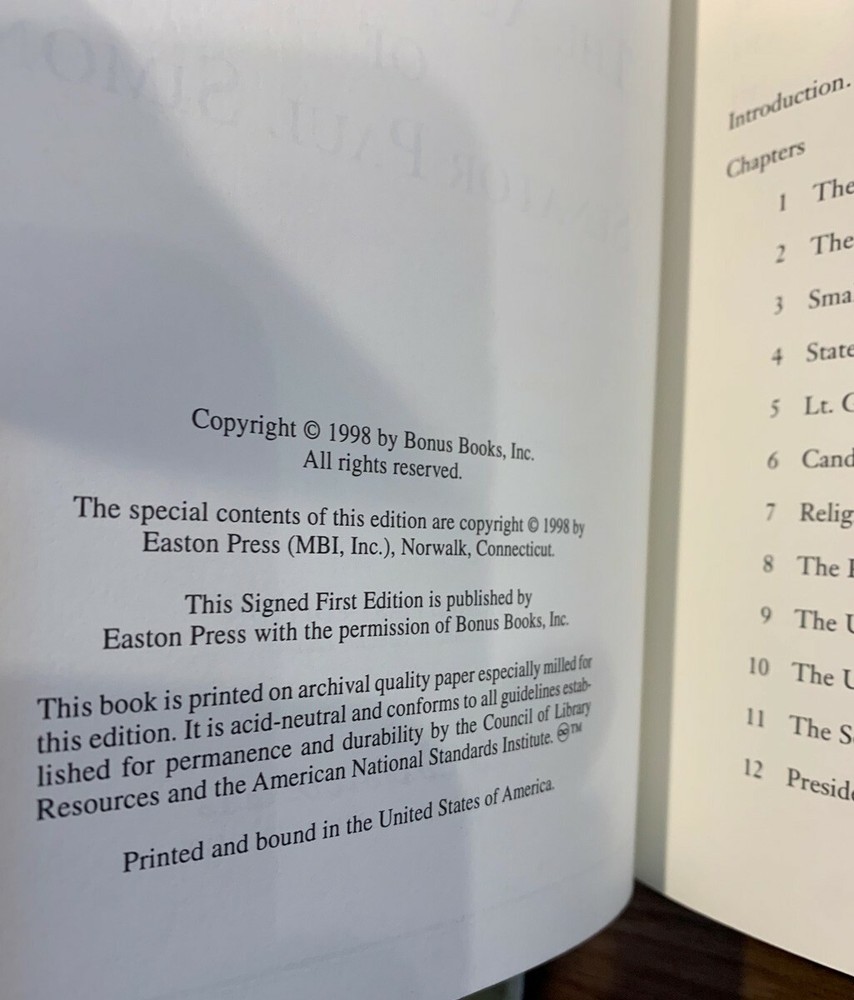 Copyright © 1998 by Bonus Books, Inc.
All rights reserved.
The special contents of this edition are copyright © 1998 by
Easton Press (MBI, Inc.), Norwalk, Connecticut.
This Signed First Edition is published by
Easton Press with the permission of Bonus Books, Inc.
This book is printed on archival quality paper especially milled for
this edition. It is acid-neutral and conforms to all guidelines estab-
lished for permanence and durability by the Council of Library
Resources and the American National Standards Institute. ♾™
Printed and bound in the United States of America.
Introduction.
Chapters
1 The
2 The
3 Sma
4 State
5 Lt. G
6 Cand
7 Relig
8 The
9 The
10 The
11 The S
12 Presid